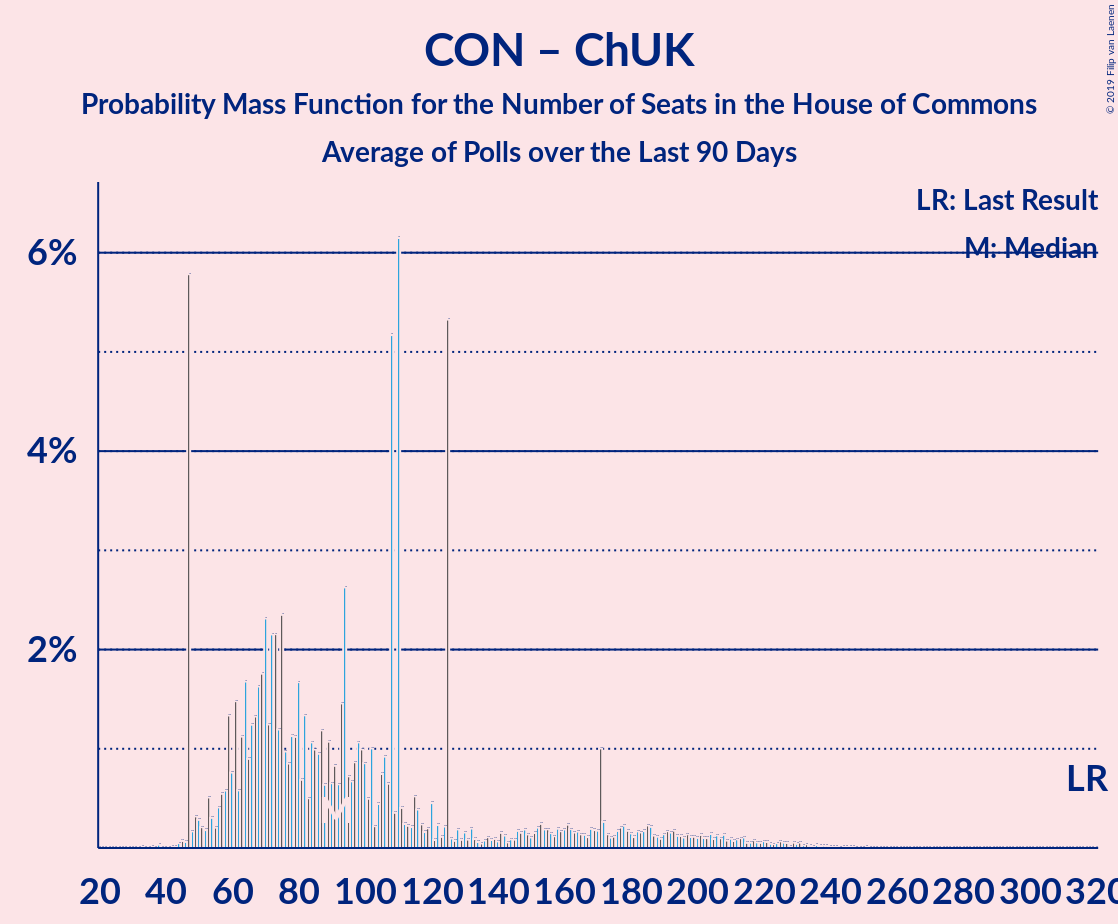 CON – ChUK
Probability Mass Function for the Number of Seats in the House of Commons
Average of Polls over the Last 90 Days
© 2019 Filip van Laenen
LR: Last Result
M: Median
6%
4%
2%
LR
M
20 40 60 80 100 120 140 160 180 200 220 240 260 280 300 320